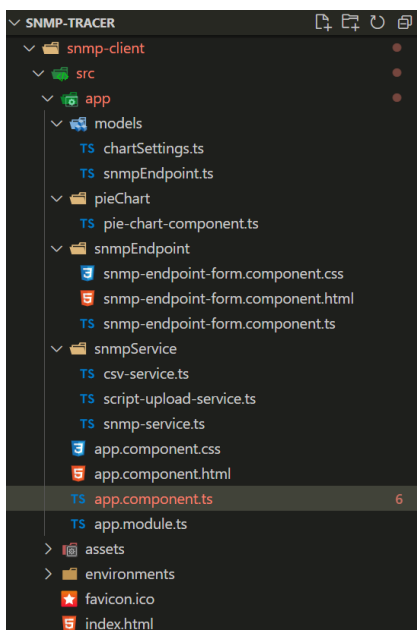 SNMP-TRACER
snmp-client
src
app
models
TS chartSettings.ts
TS snmpEndpoint.ts
pieChart
TS pie-chart-component.ts
snmpEndpoint
snmp-endpoint-form.component.css
snmp-endpoint-form.component.html
TS snmp-endpoint-form.component.ts
snmpService
TS csv-service.ts
TS script-upload-service.ts
TS snmp-service.ts
app.component.css
app.component.html
TS app.component.ts 6
TS app.module.ts
assets
environments
favicon.ico
index.html